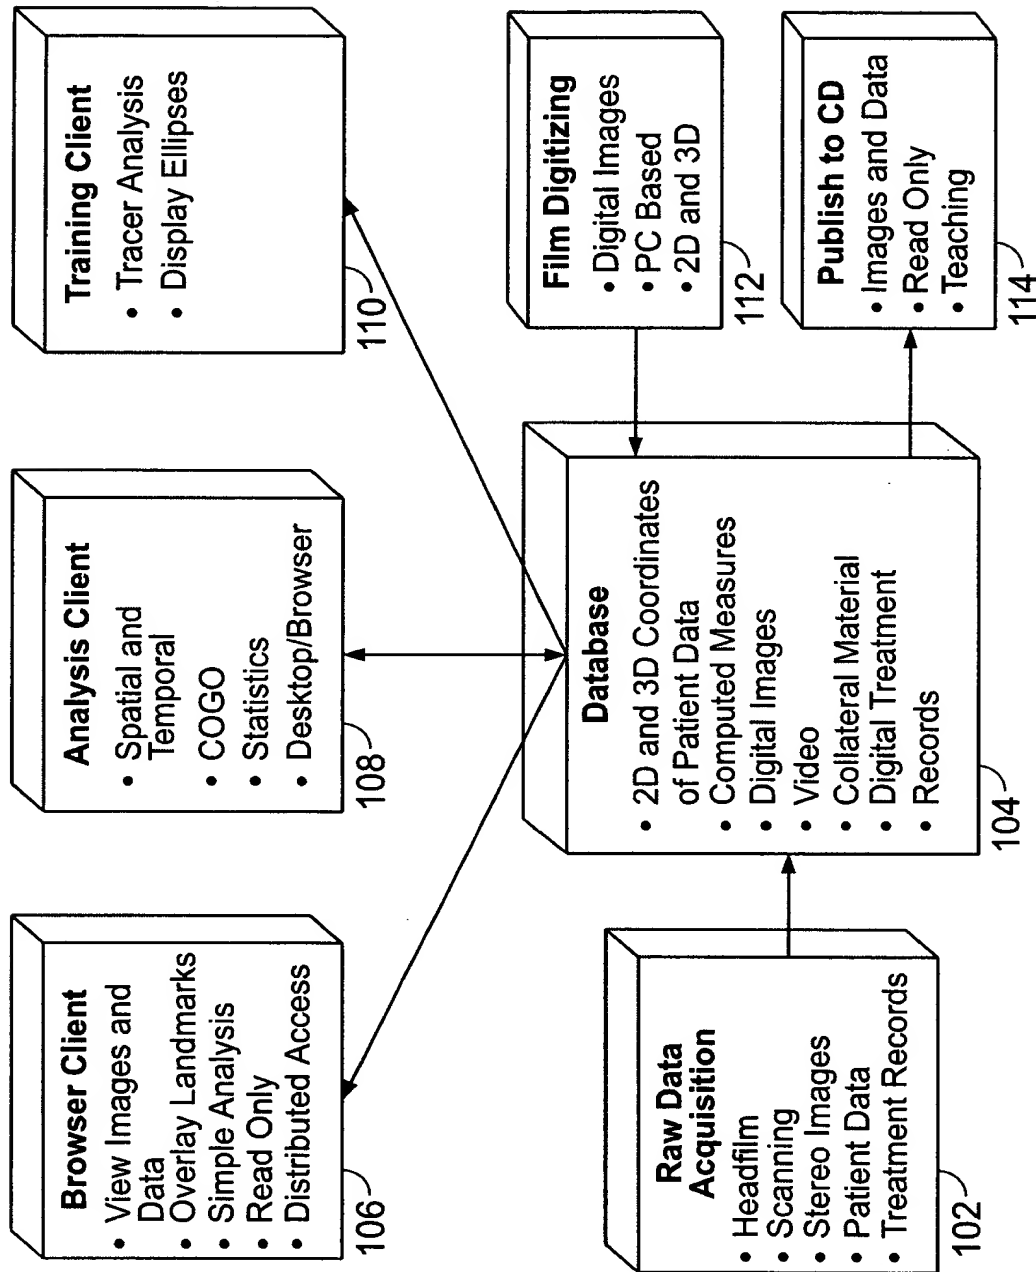 Browser Client
• View Images and
Data
• Overlay Landmarks
• Simple Analysis
• Read Only
• Distributed Access
106
Analysis Client
• Spatial and
Temporal
• COGO
• Statistics
• Desktop/Browser
108
Training Client
• Tracer Analysis
• Display Ellipses
110
Raw Data
Acquisition
• Headfilm
• Scanning
• Stereo Images
• Patient Data
• Treatment Records
102
Database
• 2D and 3D Coordinates
of Patient Data
• Computed Measures
• Digital Images
• Video
• Collateral Material
• Digital Treatment
• Records
104
Film Digitizing
• Digital Images
• PC Based
• 2D and 3D
112
Publish to CD
• Images and Data
• Read Only
• Teaching
114